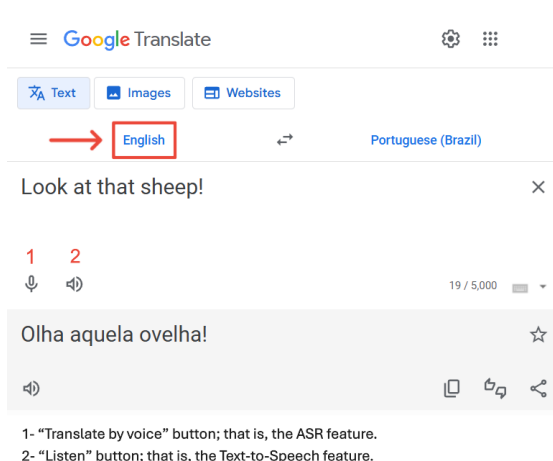 Google Translate
Text Images Websites
English Portuguese (Brazil)
Look at that sheep!
1 2
19 / 5,000
Olha aquela ovelha!
1- “Translate by voice” button; that is, the ASR feature.
2- “Listen” button; that is, the Text-to-Speech feature.